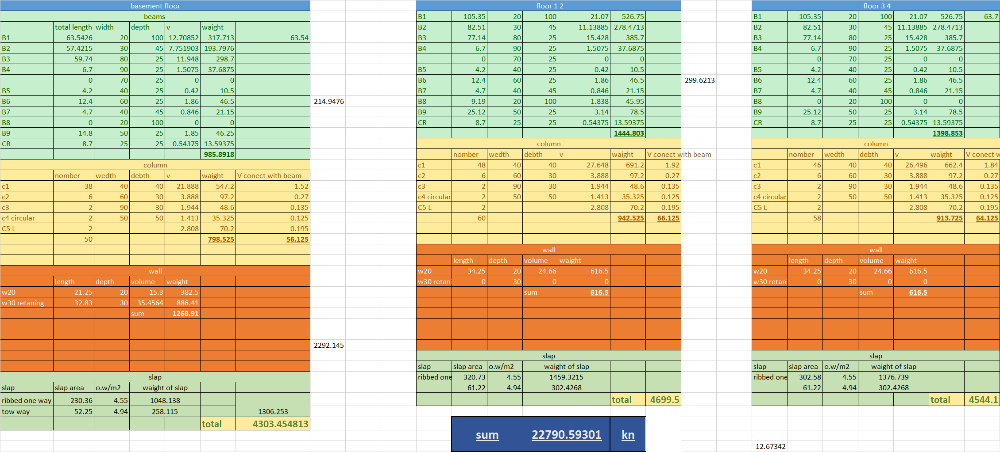 basement floor
beams
total length width depth v waight
B1 63.5426 20 100 12.70852 317.713 63.54
B2 57.4215 30 45 7.751903 193.7976
B3 59.74 80 25 11.948 298.7
B4 6.7 90 25 1.5075 37.6875
0 70 25 0 0
B5 4.2 40 25 0.42 10.5
B6 12.4 60 25 1.86 46.5
B7 4.7 40 45 0.846 21.15
B8 0 20 100 0 0
B9 14.8 50 25 1.85 46.25
CR 8.7 25 25 0.54375 13.59375
985.8918
column
nomber wedth debth v waight V conect with beam
c1 38 40 40 21.888 547.2 1.52
c2 6 60 30 3.888 97.2 0.27
c3 2 90 30 1.944 48.6 0.135
c4 circular 2 50 50 1.413 35.325 0.125
C5 L 2 2.808 70.2 0.195
50 798.525 56.125
wall
length depth volume waight
w20 21.25 20 15.3 382.5
w30 retaning 32.83 30 35.4564 886.41
sum 1268.91
slap
slap slap area o.w/m2 waight of slap
ribbed one way 230.36 4.55 1048.138
tow way 52.25 4.94 258.115 1306.253
total 4303.454813
214.9476
2292.145
floor 1 2
B1 105.35 20 100 21.07 526.75
B2 82.51 30 45 11.13885 278.4713
B3 77.14 80 25 15.428 385.7
B4 6.7 90 25 1.5075 37.6875
0 70 25 0 0
B5 4.2 40 25 0.42 10.5
B6 12.4 60 25 1.86 46.5
B7 4.7 40 45 0.846 21.15
B8 9.19 20 100 1.838 45.95
B9 25.12 50 25 3.14 78.5
CR 8.7 25 25 0.54375 13.59375
1444.803
column
nomber wedth debth v waight V conect with beam
c1 48 40 40 27.648 691.2 1.92
c2 6 60 30 3.888 97.2 0.27
c3 2 90 30 1.944 48.6 0.135
c4 circular 2 50 50 1.413 35.325 0.125
C5 L 2 2.808 70.2 0.195
60 942.525 66.125
wall
length depth volume waight
w20 34.25 20 24.66 616.5
w30 retani 0 30 0 0
sum 616.5
slap
slap slap area o.w/m2 waight of slap
ribbed one 320.73 4.55 1459.3215
61.22 4.94 302.4268
total 4699.5
sum 22790.59301 kn
299.6213
floor 3 4
B1 105.35 20 100 21.07 526.75 63.7
B2 82.51 30 45 11.13885 278.4713
B3 77.14 80 25 15.428 385.7
B4 6.7 90 25 1.5075 37.6875
0 70 25 0 0
B5 4.2 40 25 0.42 10.5
B6 12.4 60 25 1.86 46.5
B7 4.7 40 45 0.846 21.15
B8 0 20 100 0 0
B9 25.12 50 25 3.14 78.5
CR 8.7 25 25 0.54375 13.59375
1398.853
column
nomber wedth debth v waight V conect w
c1 46 40 40 26.496 662.4 1.84
c2 6 60 30 3.888 97.2 0.27
c3 2 90 30 1.944 48.6 0.135
c4 circular 2 50 50 1.413 35.325 0.125
C5 L 2 2.808 70.2 0.195
58 913.725 64.125
wall
length depth volume waight
w20 34.25 20 24.66 616.5
w30 retani 0 30 0 0
sum 616.5
slap
slap slap area o.w/m2 waight of slap
ribbed one 302.58 4.55 1376.739
61.22 4.94 302.4268
total 4544.1
12.67342